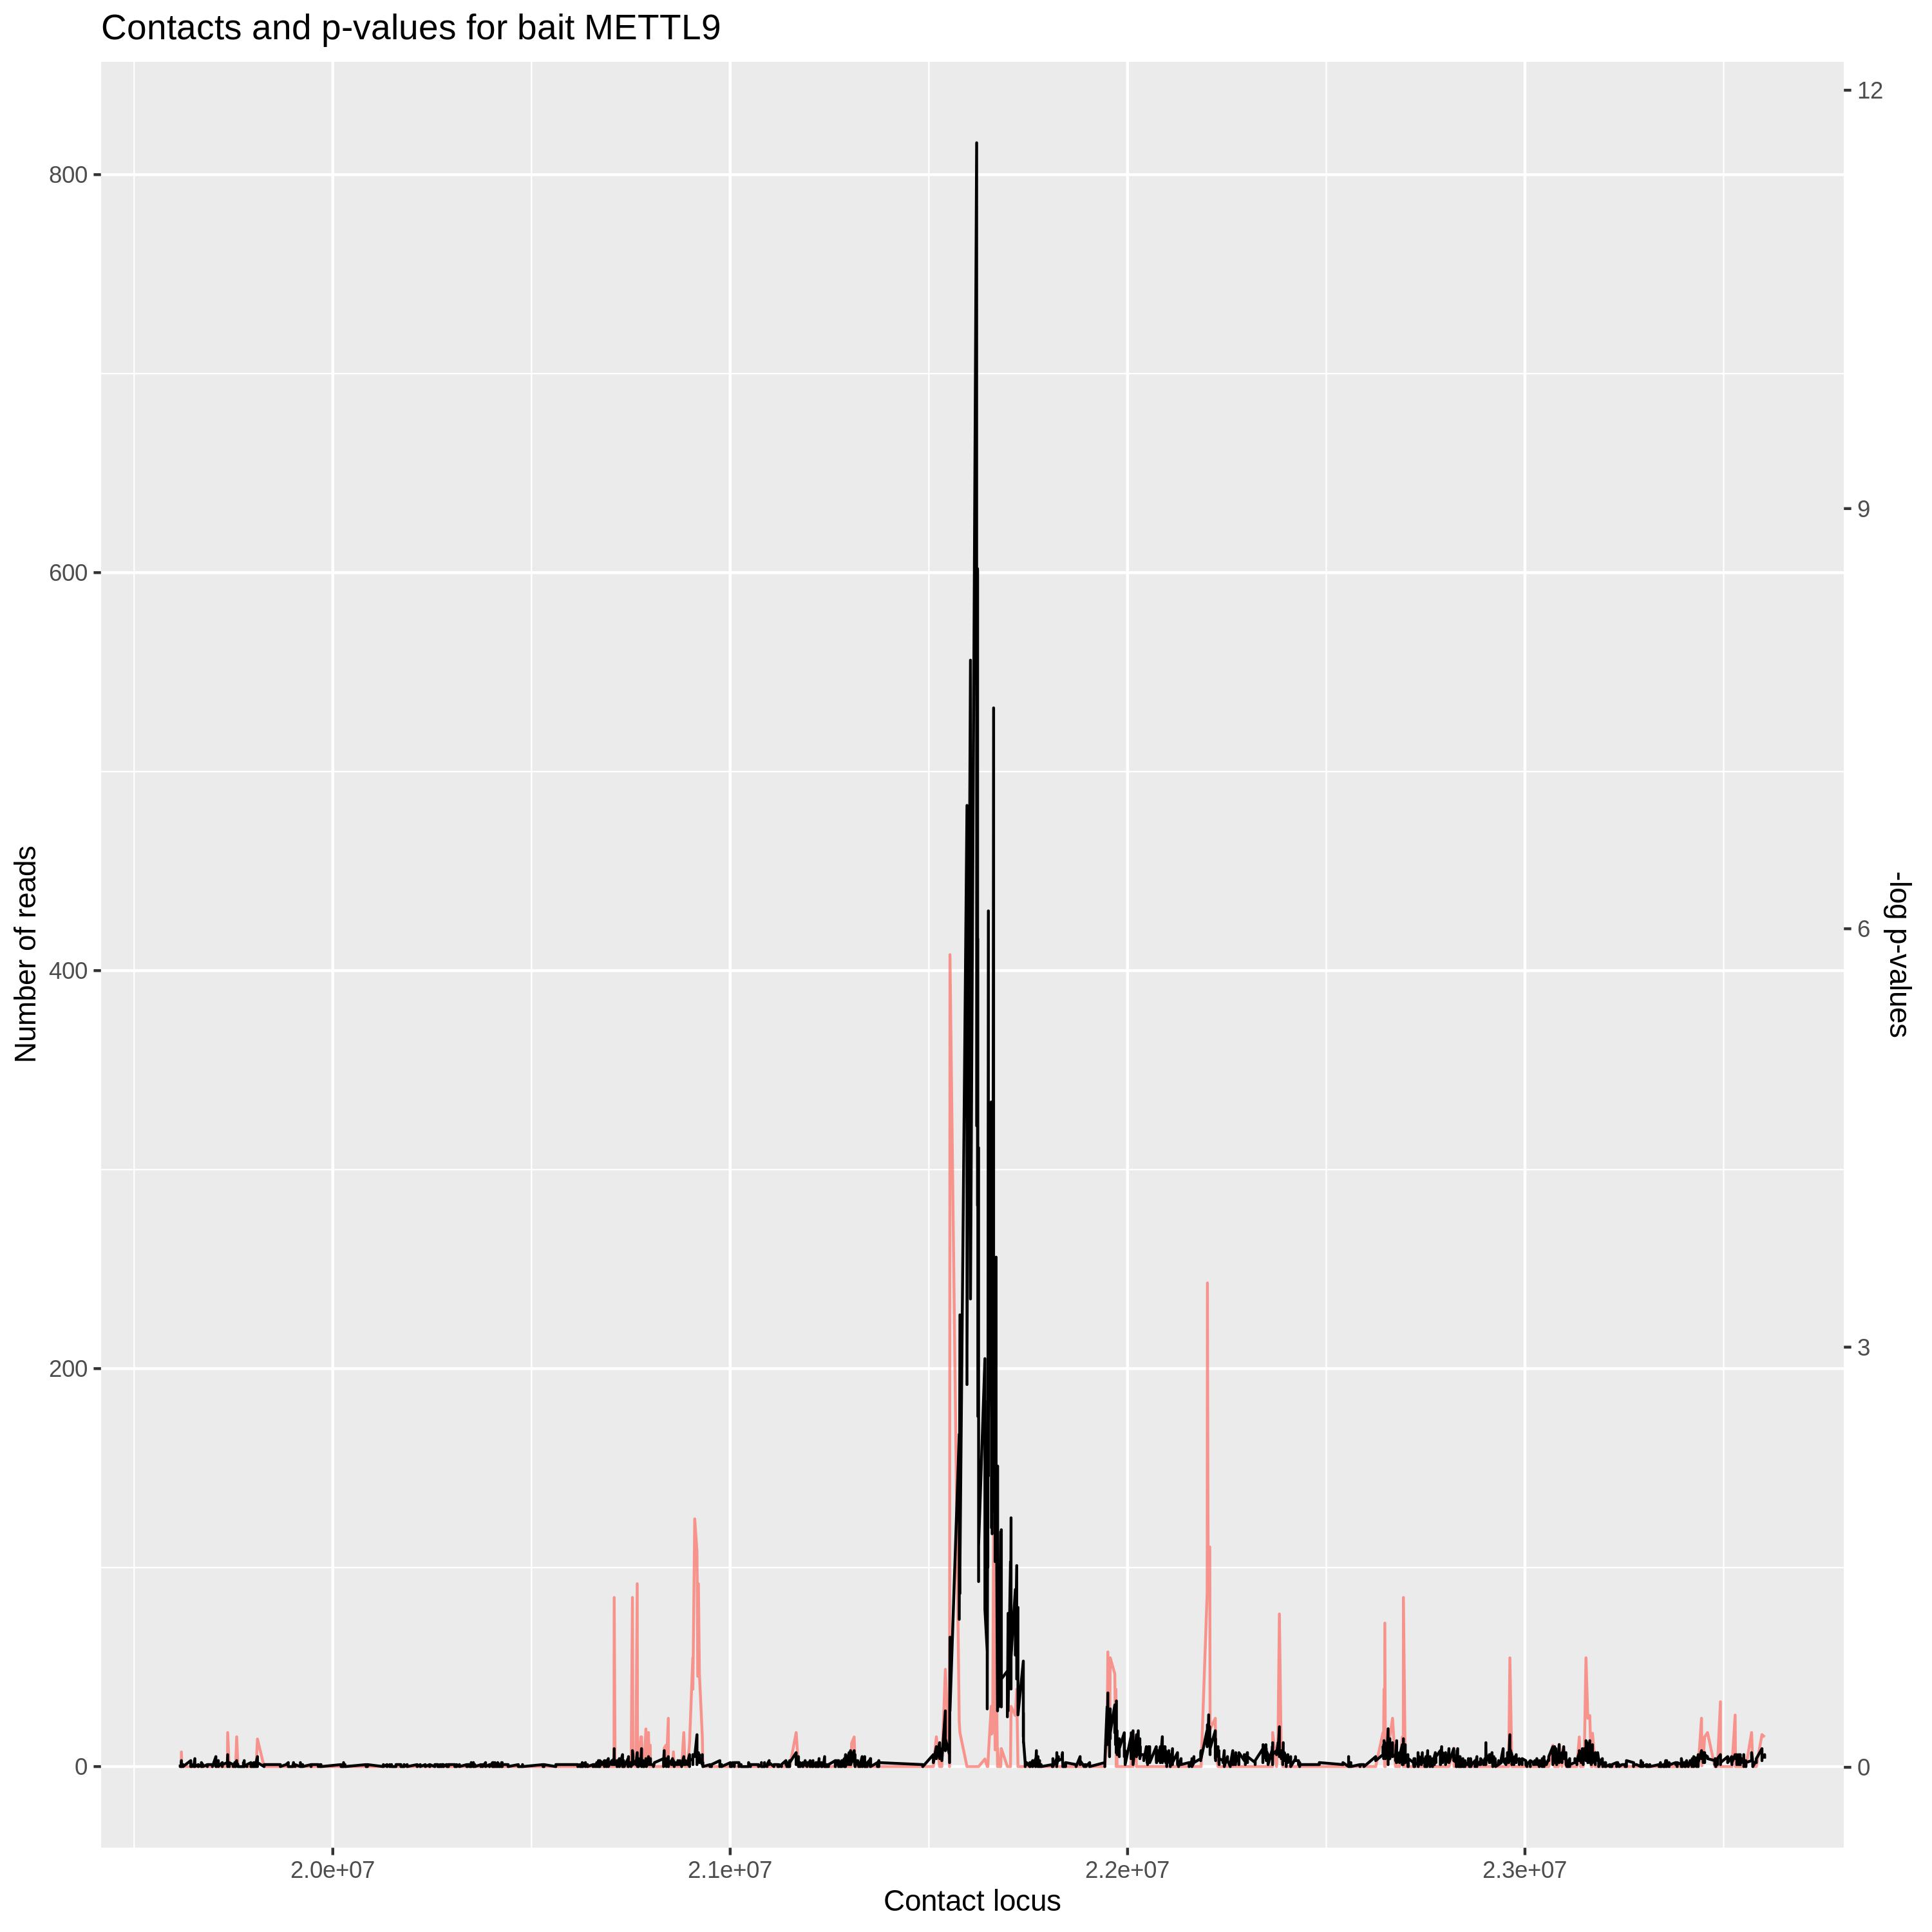 Contacts and p-values for bait METTL9
12
800
9
600
6
400
3
200
0
0
Number of reads
-log p-values
2.0e+07
2.1e+07
2.2e+07
2.3e+07
Contact locus